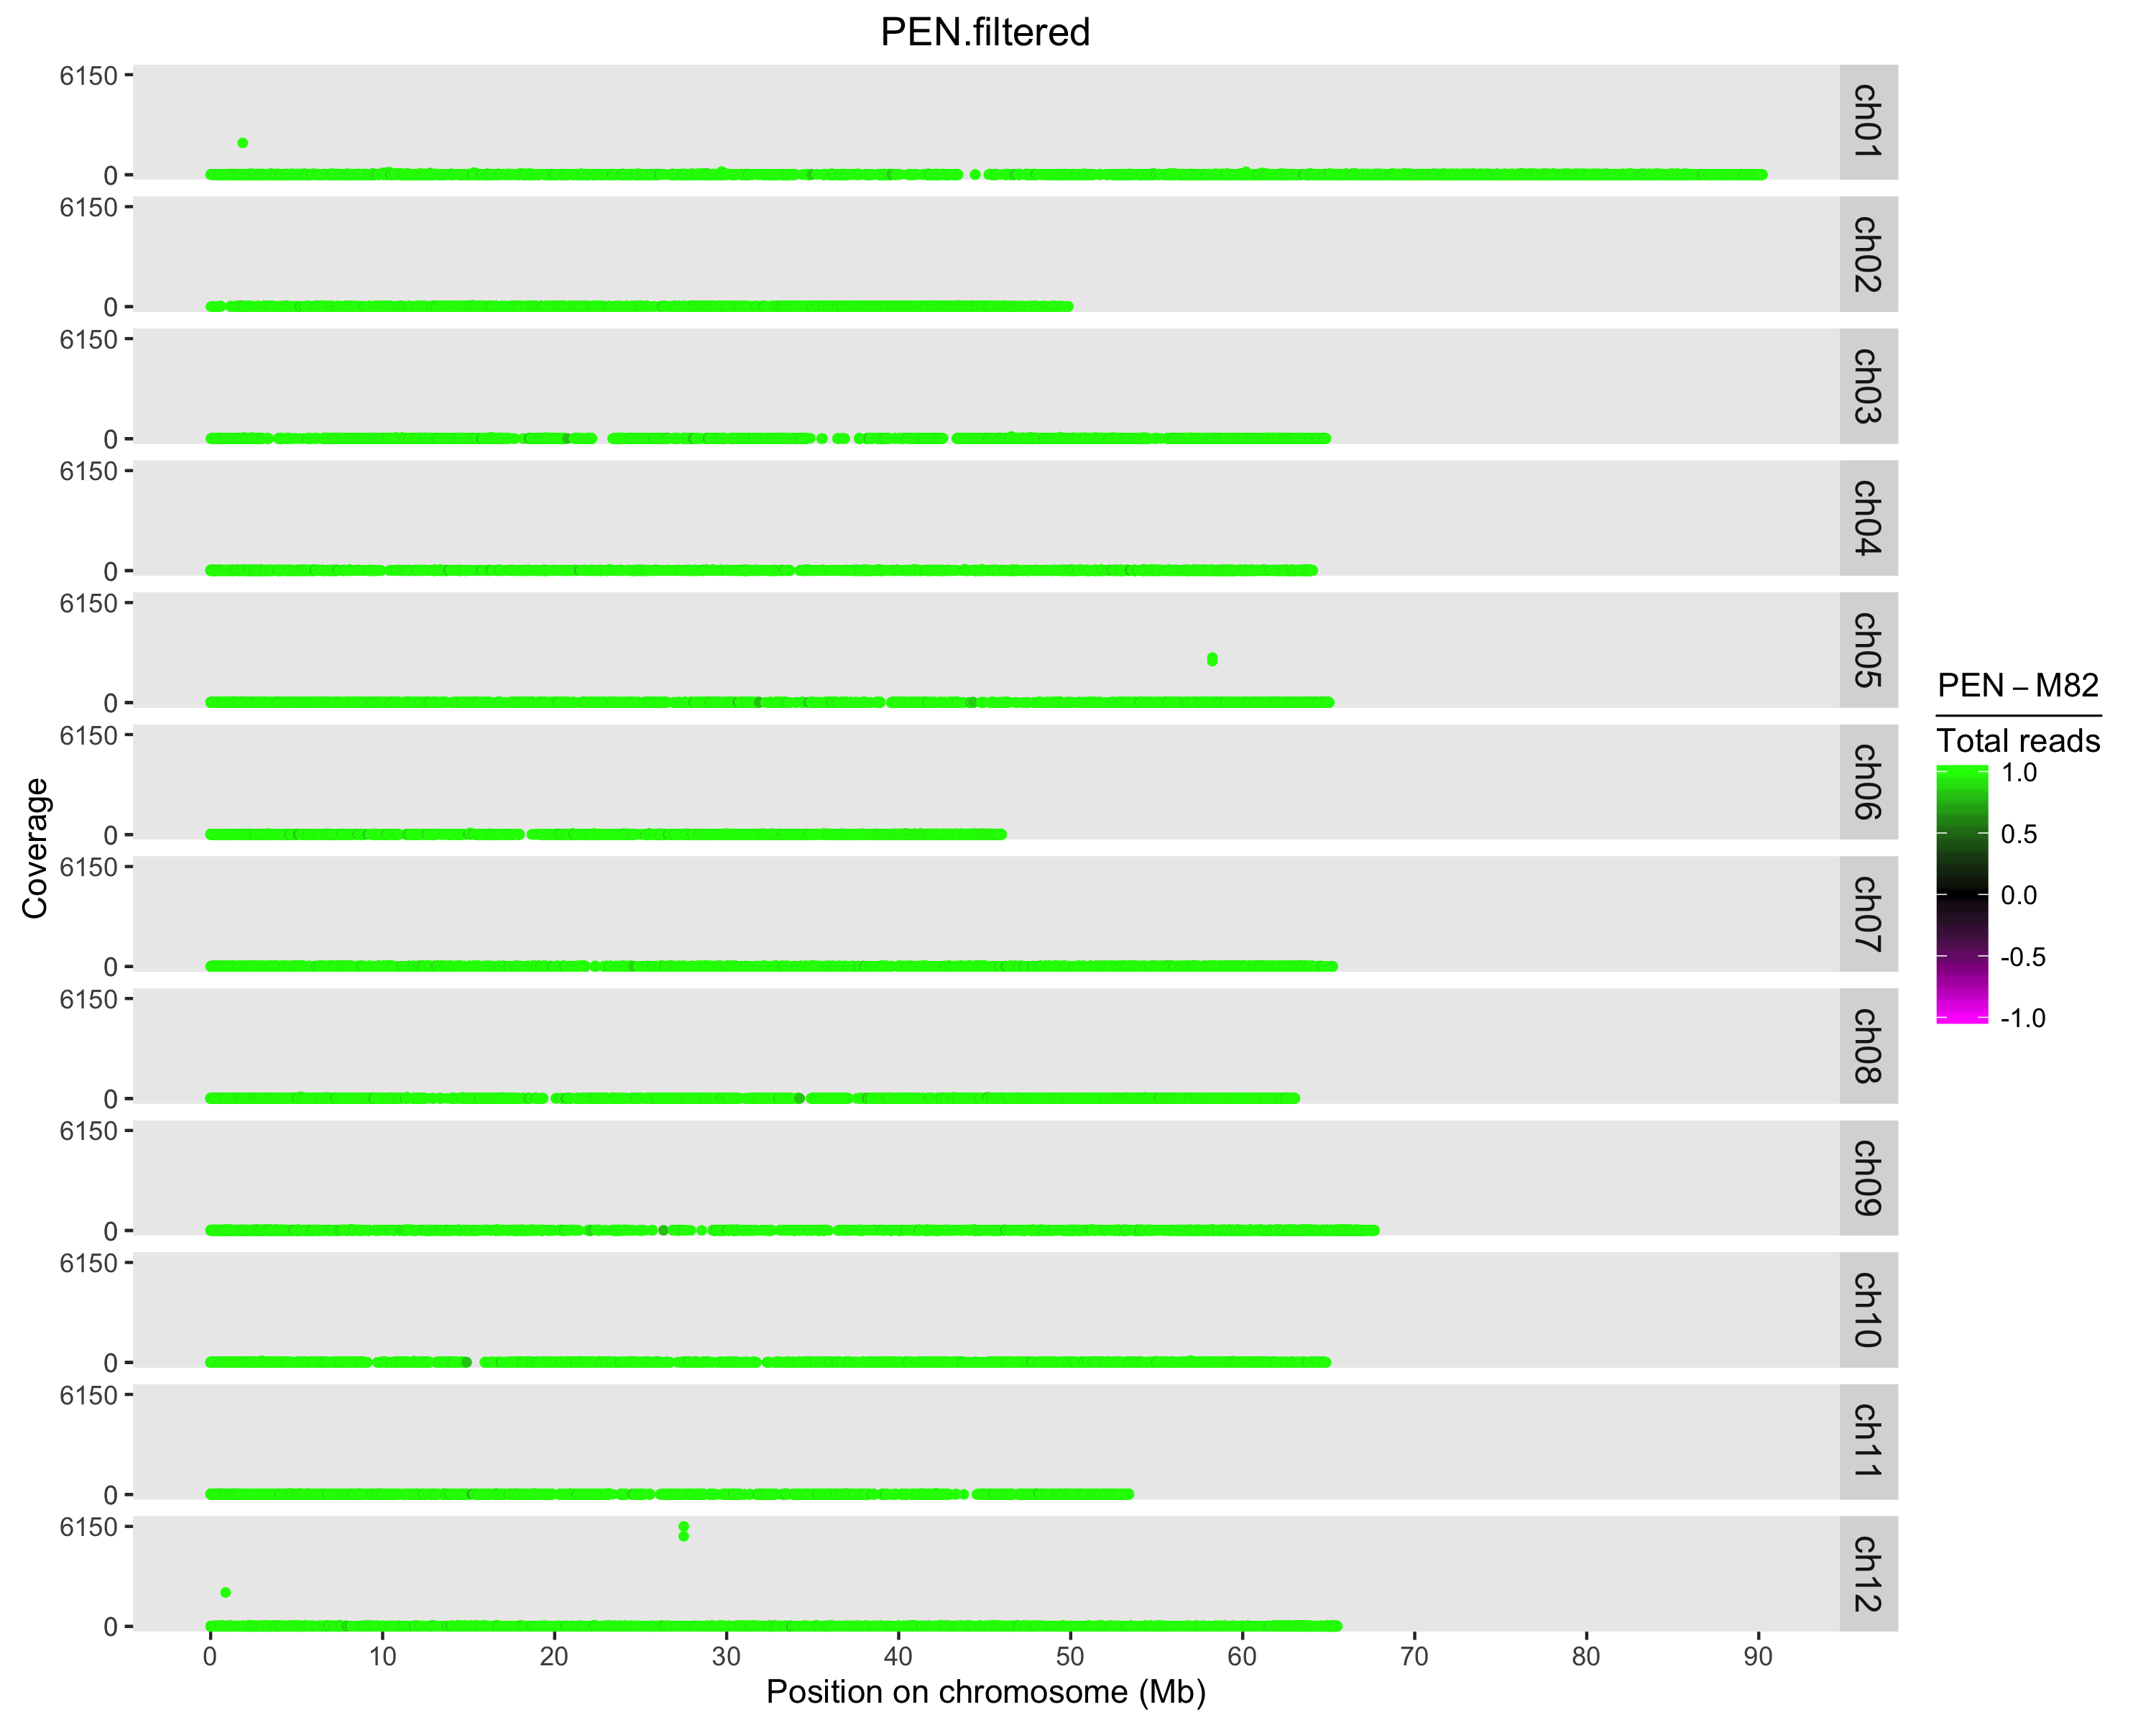 PEN.filtered
Coverage
6150
0
ch01
6150
0
ch02
6150
0
ch03
6150
0
ch04
6150
0
ch05
6150
0
ch06
6150
0
ch07
6150
0
ch08
6150
0
ch09
6150
0
ch10
6150
0
ch11
6150
0
ch12
0 10 20 30 40 50 60 70 80 90
Position on chromosome (Mb)
PEN – M82
Total reads
1.0
0.5
0.0
-0.5
-1.0